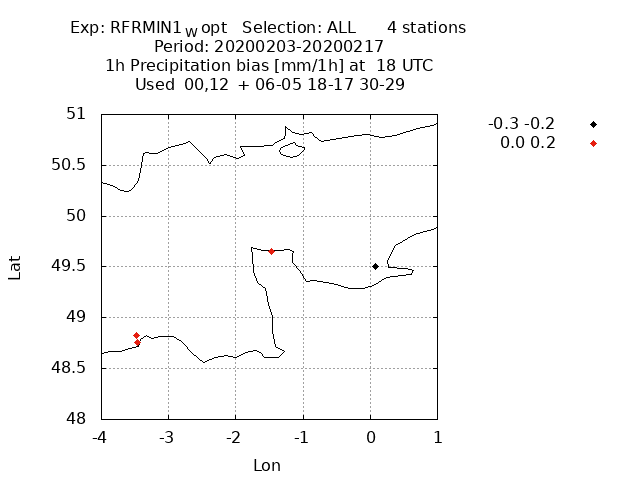 Exp: RFRMIN1wopt Selection: ALL 4 stations
Period: 20200203-20200217
1h Precipitation bias [mm/1h] at 18 UTC
Used 00,12 + 06-05 18-17 30-29
-0.3 -0.2
0.0 0.2
51
50.5
50
49.5
49
48.5
48
Lat
-4 -3 -2 -1 0 1
Lon